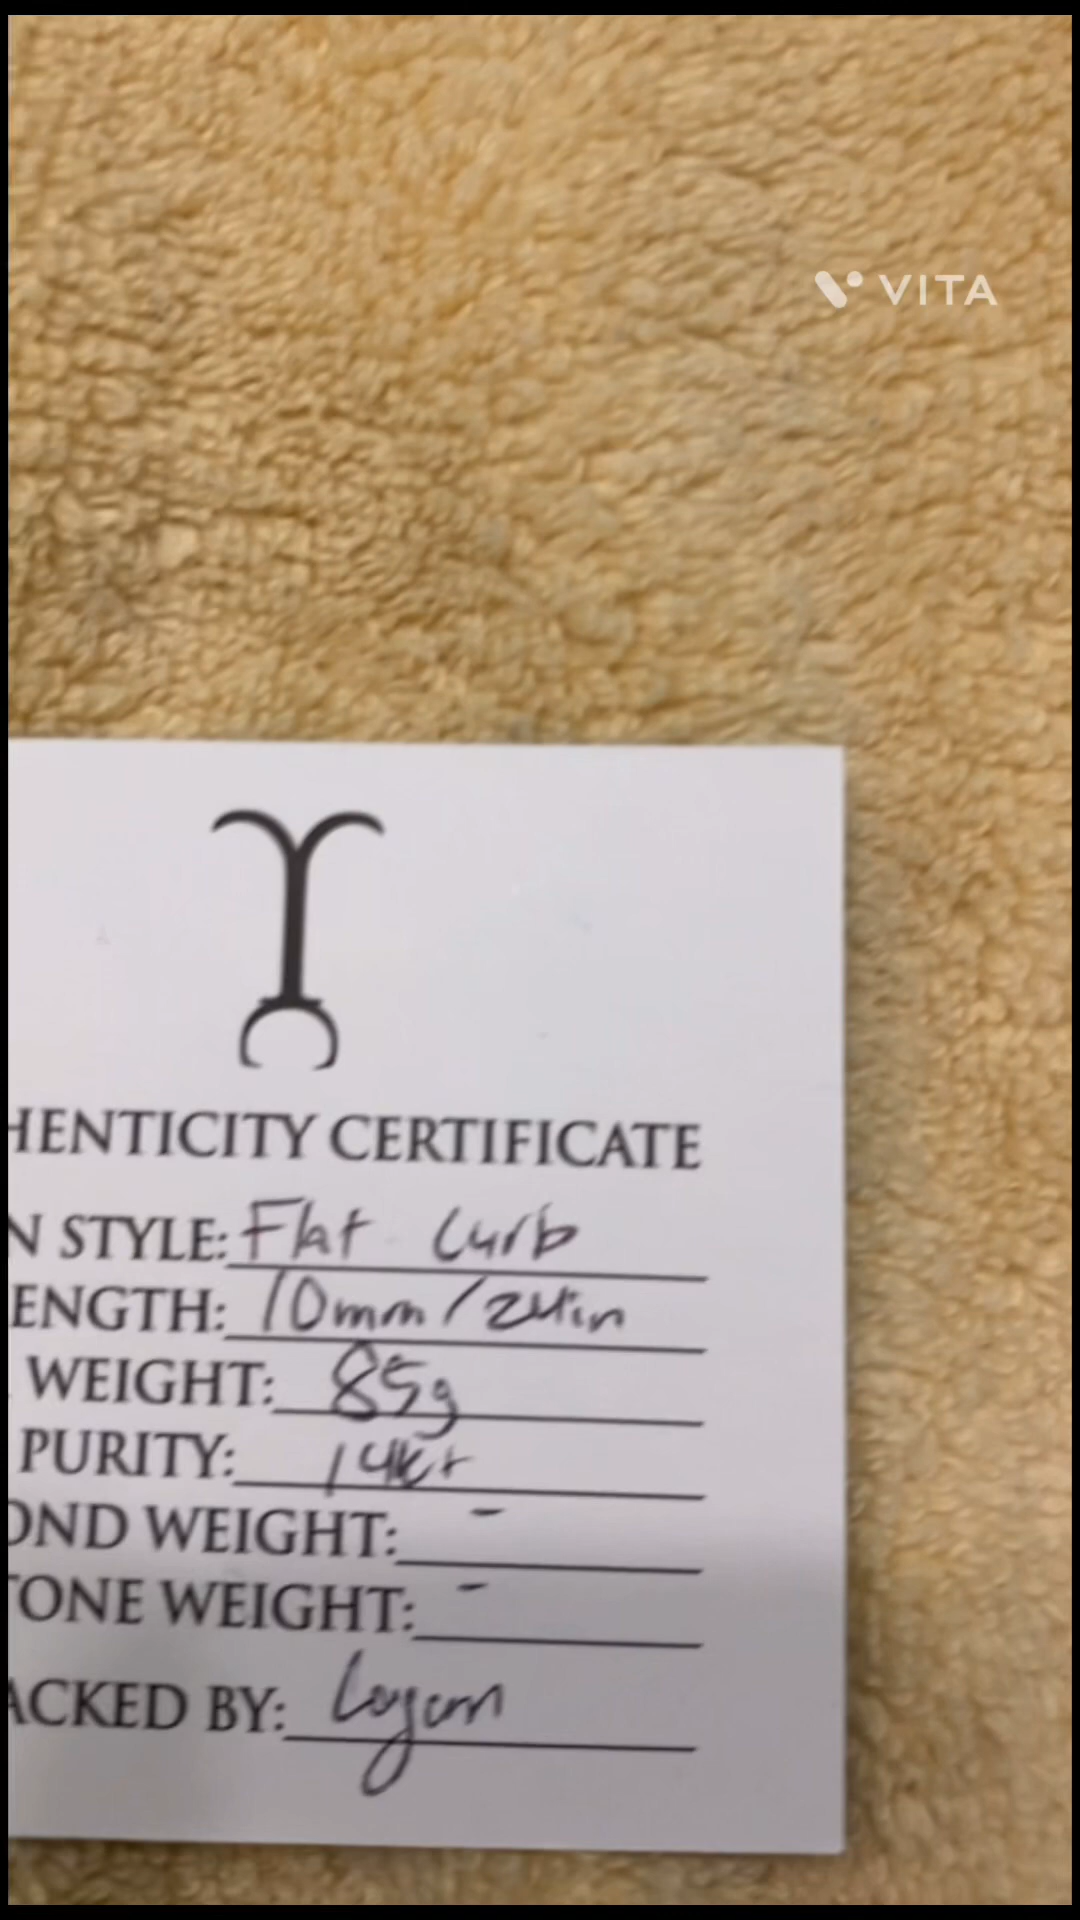 VITA
HENTICITY CERTIFICATE
N STYLE: Flat Curb
ENGTH: 10mm/24in
WEIGHT: 85g
PURITY: 14kt
OND WEIGHT: -
TONE WEIGHT: -
ACKED BY: Logan